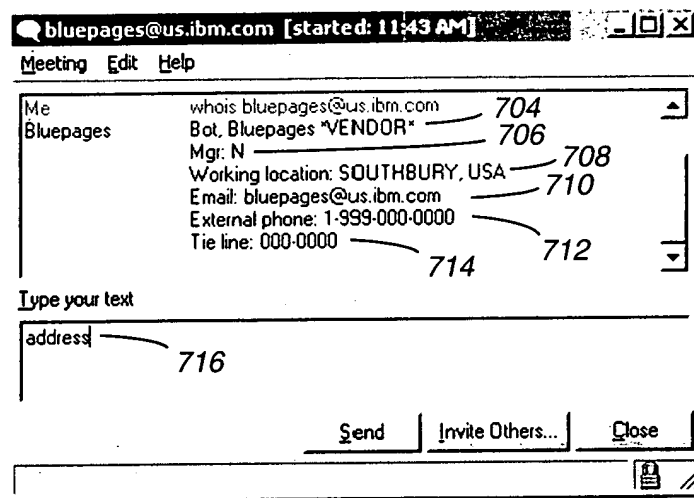 bluepages@us.ibm.com [started: 11:43 AM]
Meeting Edit Help
Me whois bluepages@us.ibm.com 704
Bluepages Bot, Bluepages *VENDOR* 706
Mgr: N 708
Working location: SOUTHBURY, USA 710
Email: bluepages@us.ibm.com
External phone: 1-999-000-0000 712
Tie line: 000-0000 714
Type your text
address 716
Send Invite Others... Close